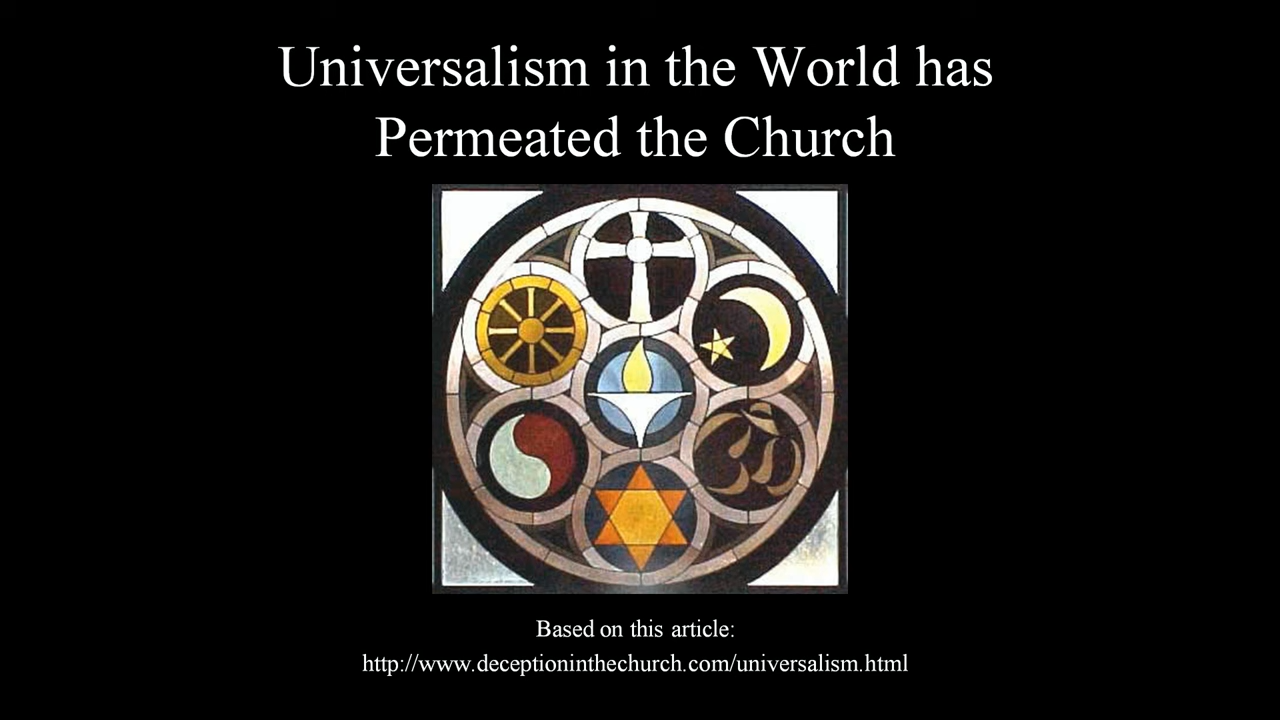 Universalism in the World has
Permeated the Church
Based on this article:
http://www.deceptioninthechurch.com/universalism.html